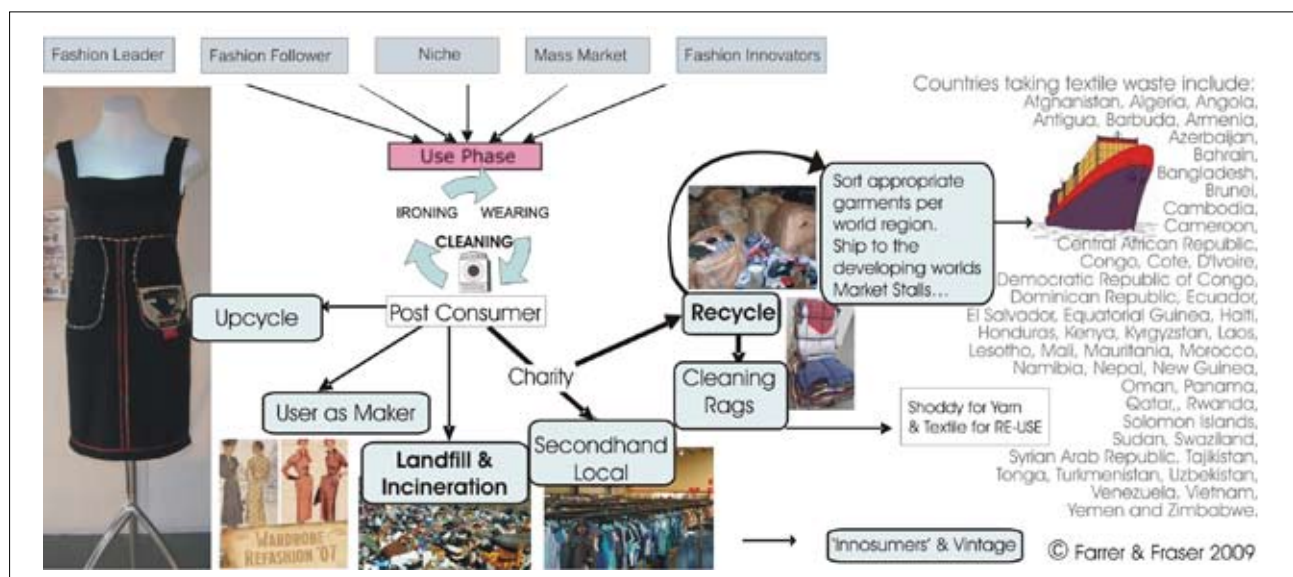 Fashion Leader
Fashion Follower
Niche
Mass Market
Fashion Innovators
Use Phase
IRONING
WEARING
CLEANING
Post Consumer
Upcycle
User as Maker
Landfill &
Incineration
WARDROBE
REFASHION '07
Charity
Secondhand
Local
Recycle
Cleaning
Rags
Sort appropriate
garments per
world region.
Ship to the
developing worlds
Market Stalls...
Shoddy for Yarn
& Textile for RE-USE
'Innosumers' & Vintage
Countries taking textile waste include:
Afghanistan, Algeria, Angola,
Antigua, Barbuda, Armenia,
Azerbaijan,
Bahrain,
Bangladesh,
Brunei,
Cambodia,
Cameroon,
Central African Republic,
Congo, Cote, D'Ivoire,
Democratic Republic of Congo,
Dominican Republic, Ecuador,
El Salvador, Equatorial Guinea, Haiti,
Honduras, Kenya, Kyrgyzstan, Laos,
Lesotho, Mali, Mauritania, Morocco,
Namibia, Nepal, New Guinea,
Oman, Panama,
Qatar,, Rwanda,
Solomon Islands,
Sudan, Swaziland,
Syrian Arab Republic, Tajikistan,
Tonga, Turkmenistan, Uzbekistan,
Venezuela, Vietnam,
Yemen and Zimbabwe,
© Farrer & Fraser 2009